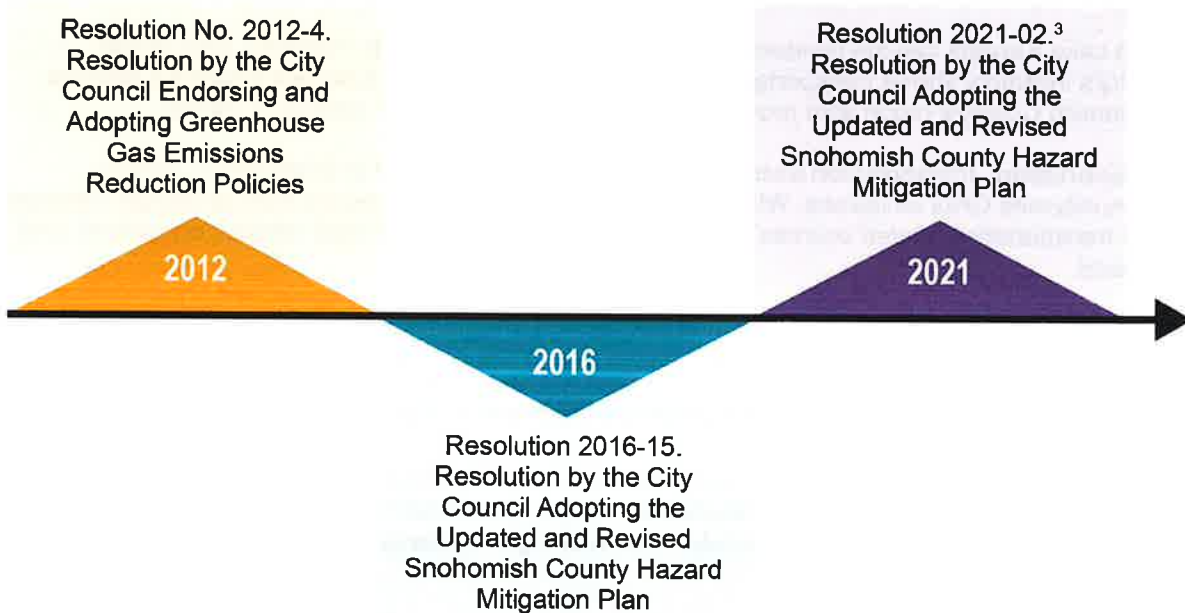 Resolution No. 2012-4.
Resolution by the City
Council Endorsing and
Adopting Greenhouse
Gas Emissions
Reduction Policies
2012
Resolution 2016-15.
Resolution by the City
Council Adopting the
Updated and Revised
Snohomish County Hazard
Mitigation Plan
2016
Resolution 2021-02.³
Resolution by the City
Council Adopting the
Updated and Revised
Snohomish County Hazard
Mitigation Plan
2021